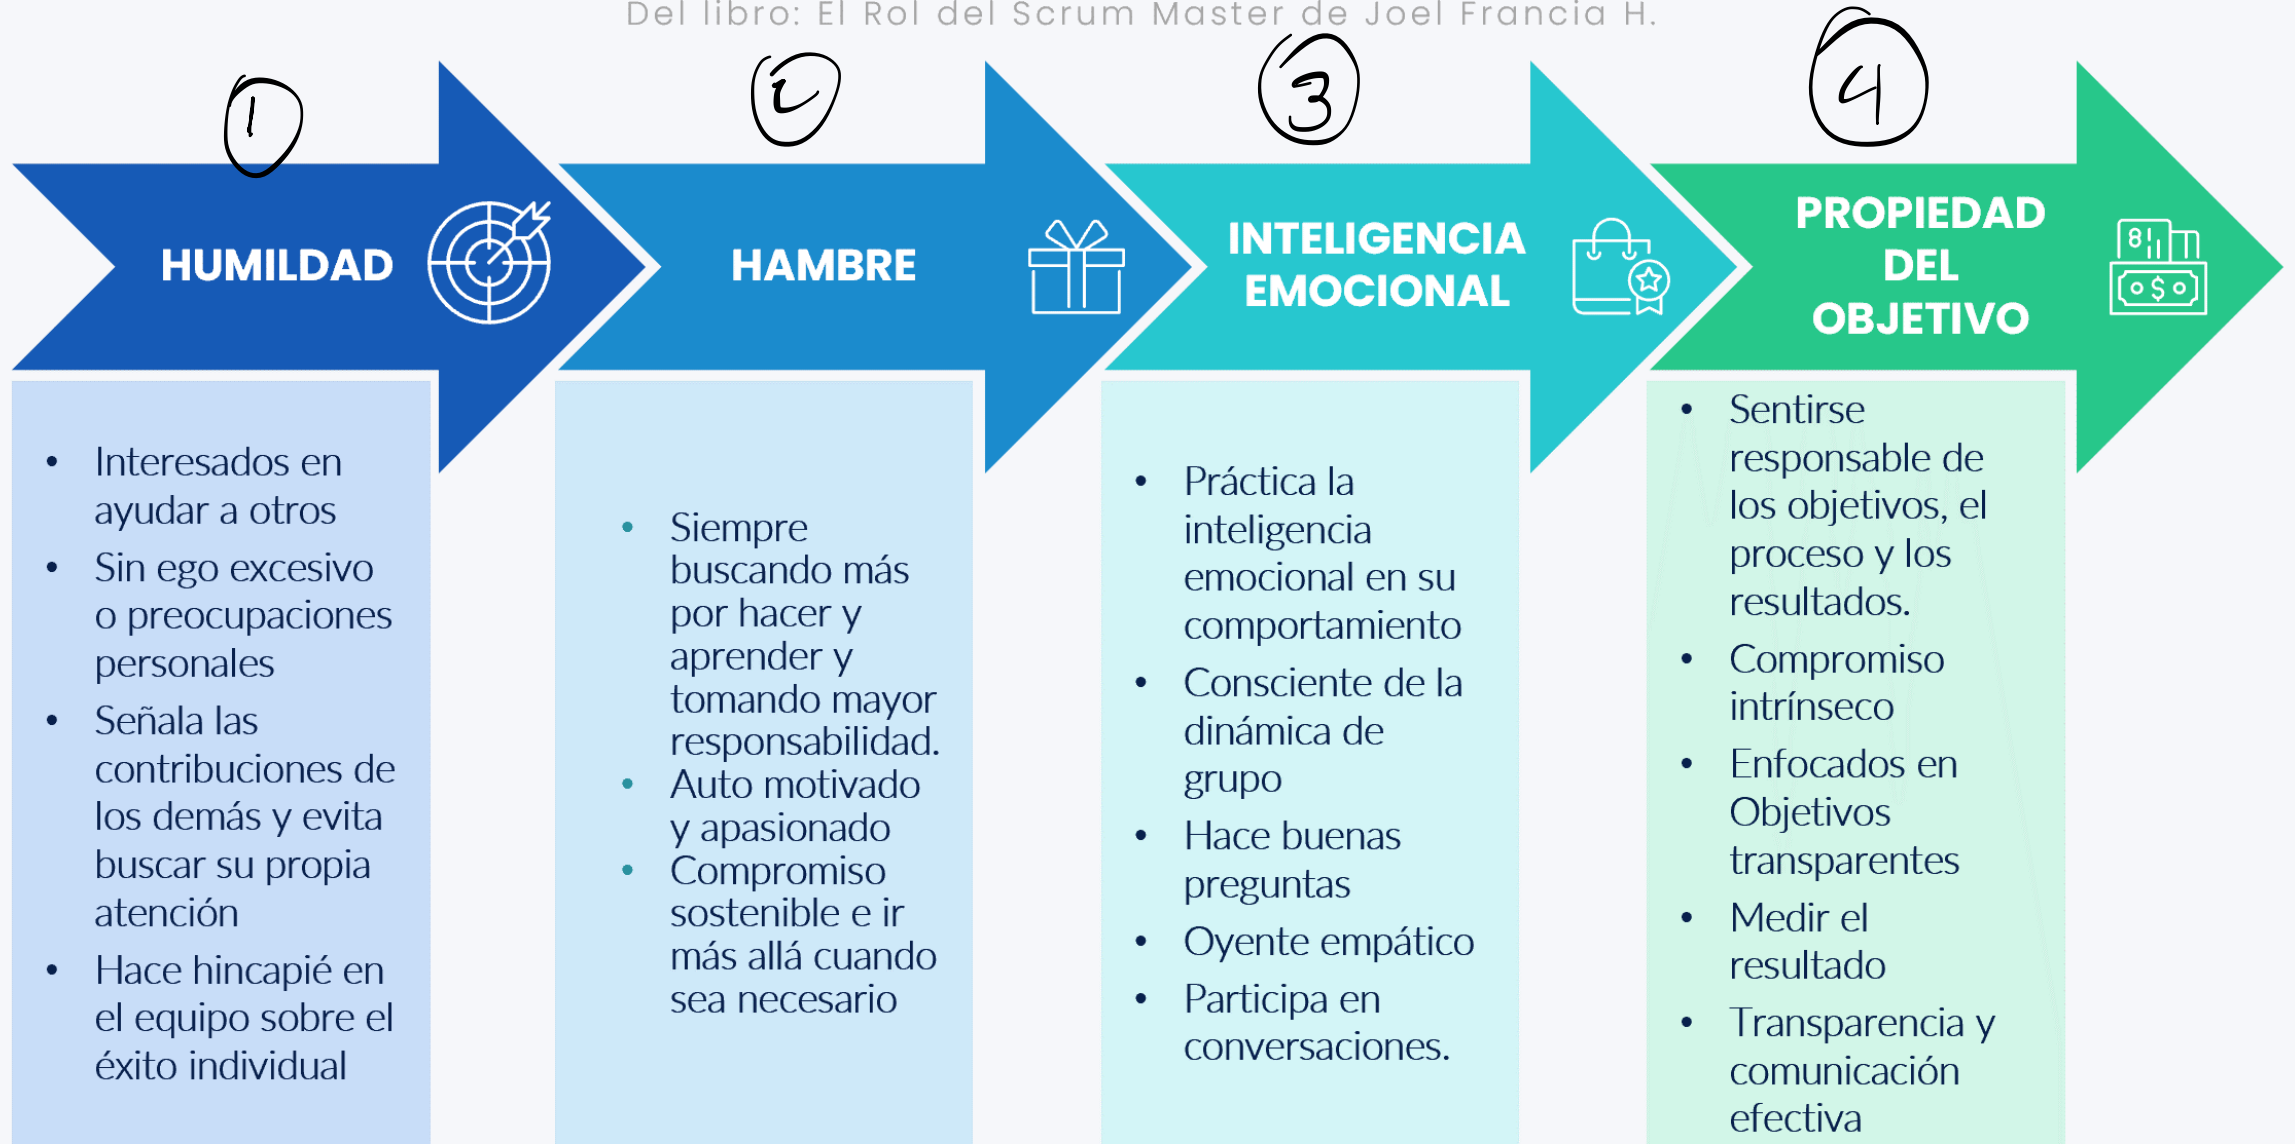 Del libro: El Rol del Scrum Master de Joel Francia H.
1
2
3
4
HUMILDAD
• Interesados en
ayudar a otros
• Sin ego excesivo
o preocupaciones
personales
• Señala las
contribuciones de
los demás y evita
buscar su propia
atención
• Hace hincapié en
el equipo sobre el
éxito individual
HAMBRE
• Siempre
buscando más
por hacer y
aprender y
tomando mayor
responsabilidad.
• Auto motivado
y apasionado
• Compromiso
sostenible e ir
más allá cuando
sea necesario
INTELIGENCIA
EMOCIONAL
• Práctica la
inteligencia
emocional en su
comportamiento
• Consciente de la
dinámica de
grupo
• Hace buenas
preguntas
• Oyente empático
• Participa en
conversaciones.
PROPIEDAD
DEL
OBJETIVO
• Sentirse
responsable de
los objetivos, el
proceso y los
resultados.
• Compromiso
intrínseco
• Enfocados en
Objetivos
transparentes
• Medir el
resultado
• Transparencia y
comunicación
efectiva